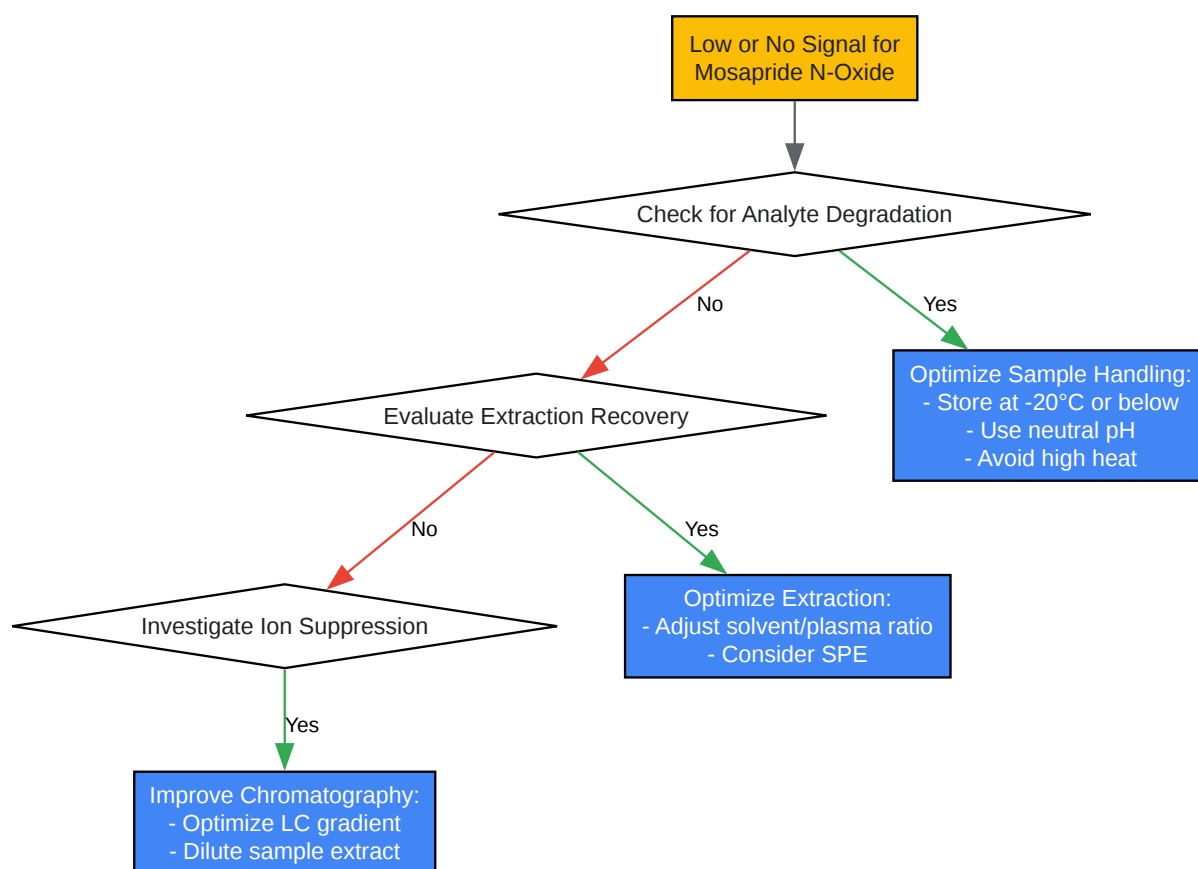 Low or No Signal for
Mosapride N-Oxide
Check for Analyte Degradation
No
Yes
Optimize Sample Handling:
- Store at -20°C or below
- Use neutral pH
- Avoid high heat
Evaluate Extraction Recovery
No
Yes
Optimize Extraction:
- Adjust solvent/plasma ratio
- Consider SPE
Investigate Ion Suppression
Yes
Improve Chromatography:
- Optimize LC gradient
- Dilute sample extract